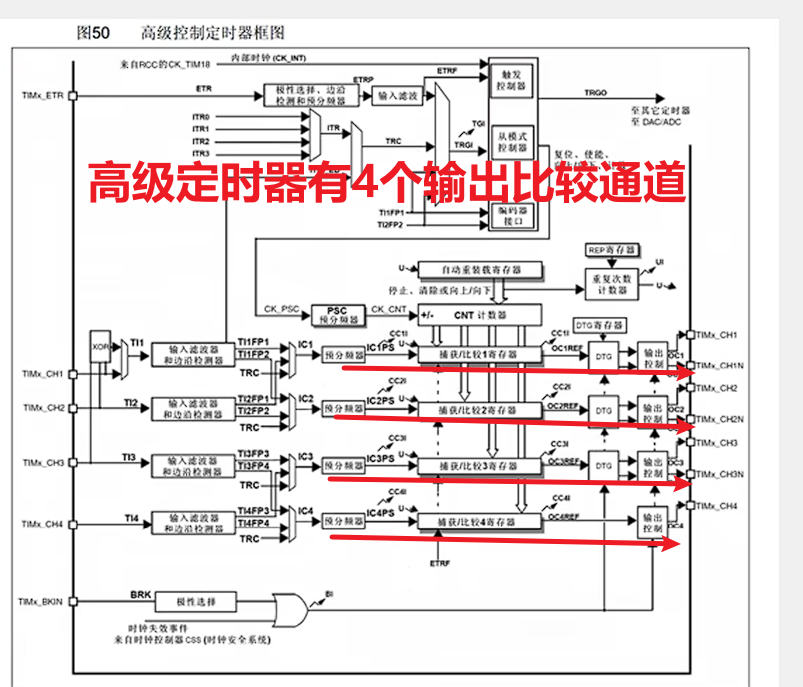 图50 高级控制定时器框图
内部时钟 (CK_INT)
来自RCC的CK_TIM18
触发
控制器
TRGO
至其它定时器
至 DAC/ADC
ETRF
ETRP
TIMx_ETR
ETR
极性选择、边沿
检测和预分频器
输入滤波
ITR0
ITR1
ITR2
ITR3
ITR
TRC
TGI
TRGI
从模式
控制器
复位、使能、
高级定时器有4个输出比较通道
TI1FP1
TI2FP2
编码器
接口
REP寄存器
U
自动重装载寄存器
UI
重复次数
计数器
U
停止、清除或向上/向下
CK_PSC
PSC
预分频器
CK_CNT
+/-
CNT 计数器
DTG寄存器
XOR
TI1
输入滤波器
和边沿检测器
TI1FP1
TI1FP2
TRC
IC1
预分频器
IC1PS
CC1I
U
捕获/比较1寄存器
CC1I
OC1REF
DTG
输出
控制
OC1
TIMx_CH1
TIMx_CH1N
TIMx_CH1
TIMx_CH2
TI2
输入滤波器
和边沿检测器
TI2FP1
TI2FP2
TRC
IC2
预分频器
IC2PS
CC2I
U
捕获/比较2寄存器
CC2I
OC2REF
DTG
输出
控制
OC2
TIMx_CH2
TIMx_CH2N
TIMx_CH3
TI3
输入滤波器
和边沿检测器
TI3FP3
TI3FP4
TRC
IC3
预分频器
IC3PS
CC3I
U
捕获/比较3寄存器
CC3I
OC3REF
DTG
输出
控制
OC3
TIMx_CH3
TIMx_CH3N
TIMx_CH4
TI4
输入滤波器
和边沿检测器
TI4FP3
TI4FP4
TRC
IC4
预分频器
IC4PS
CC4I
U
捕获/比较4寄存器
CC4I
OC4REF
输出
控制
OC4
TIMx_CH4
ETRF
TIMx_BKIN
BRK
极性选择
BI
时钟失效事件
来自时钟控制器 CSS (时钟安全系统)